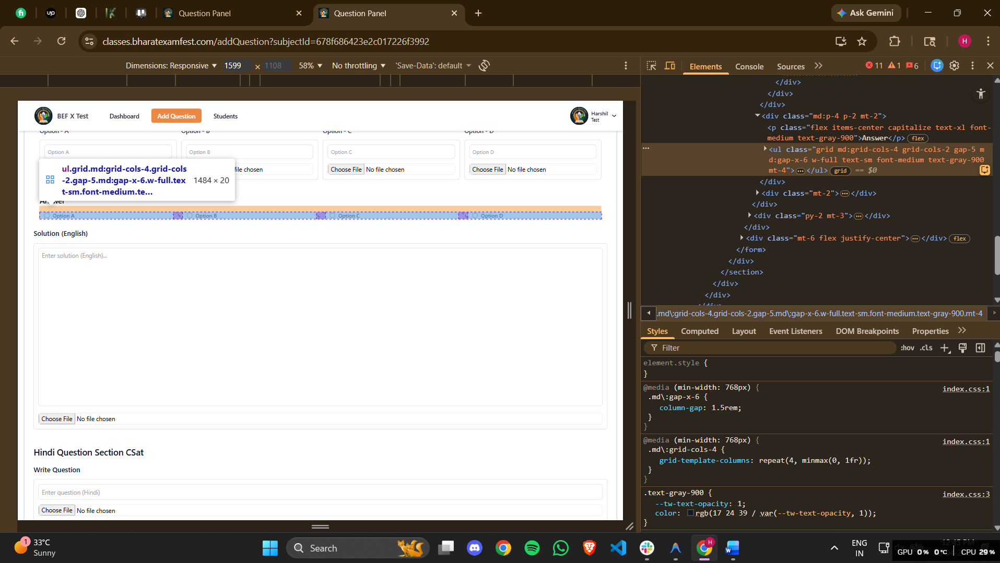 Question Panel
Question Panel
Ask Gemini
classes.bharatexamfest.com/addQuestion?subjectId=678f686423e2c017226f3992
H
Dimensions: Responsive 1599 × 1108 58% No throttling 'Save-Data': default
Elements Console Sources 11 1 6
BEF X Test Dashboard Add Question Students Harshil Test
Option - A Option - B Option - C Option - D
Option A Option B Option C Option D
file chosen Choose File No file chosen Choose File No file chosen
ul.grid.md:grid-cols-4.grid-cols
-2.gap-5.md:gap-x-6.w-full.tex
t-sm.font-medium.te... 1484 × 20
Answer
Option A Option B Option C Option D
Solution (English)
Enter solution (English)...
Choose File No file chosen
Hindi Question Section CSat
Write Question
Enter question (Hindi)
Choose File No file chosen
</div>
</div>
</div>
<div class="md:p-4 p-2 mt-2">
<p class="flex items-center capitalize text-xl font-
medium text-gray-900">Answer</p> flex
<ul class="grid md:grid-cols-4 grid-cols-2 gap-5 m
d:gap-x-6 w-full text-sm font-medium text-gray-900
mt-4">…</ul> grid == $0
</div>
<div class="mt-2">…</div>
</div>
<div class="py-2 mt-3">…</div>
</div>
<div class="mt-6 flex justify-center">…</div> flex
</form>
</div>
</section>
</div>
</div>
.md\:grid-cols-4.grid-cols-2.gap-5.md\:gap-x-6.w-full.text-sm.font-medium.text-gray-900.mt-4
Styles Computed Layout Event Listeners DOM Breakpoints Properties
Filter :hov .cls
element.style {
}
@media (min-width: 768px) { index.css:1
.md\:gap-x-6 {
column-gap: 1.5rem;
}
}
@media (min-width: 768px) { index.css:1
.md\:grid-cols-4 {
grid-template-columns: repeat(4, minmax(0, 1fr));
}
}
.text-gray-900 { index.css:3
--tw-text-opacity: 1;
color: rgb(17 24 39 / var(--tw-text-opacity, 1));
}
1 33°C
Sunny
Search
ENG
IN
12:45 PM
GPU 0% 0°C CPU 29%